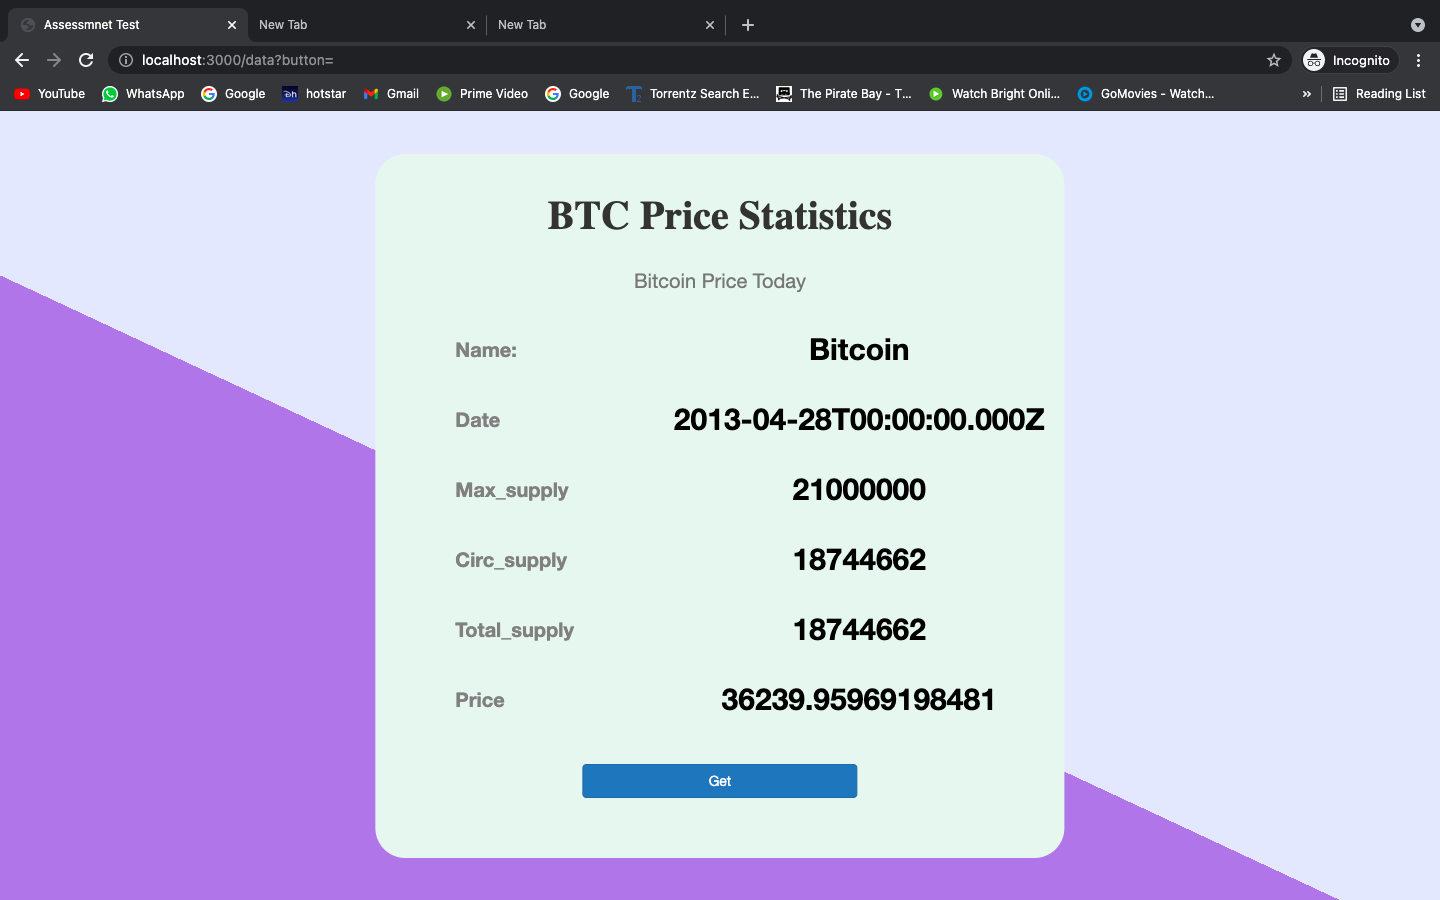 Assessmnet Test
New Tab
New Tab
localhost:3000/data?button=
Incognito
YouTube WhatsApp Google hotstar Gmail Prime Video Google Torrentz Search E... The Pirate Bay - T... Watch Bright Onli... GoMovies - Watch... » Reading List
BTC Price Statistics
Bitcoin Price Today
Name: Bitcoin
Date 2013-04-28T00:00:00.000Z
Max_supply 21000000
Circ_supply 18744662
Total_supply 18744662
Price 36239.95969198481
Get